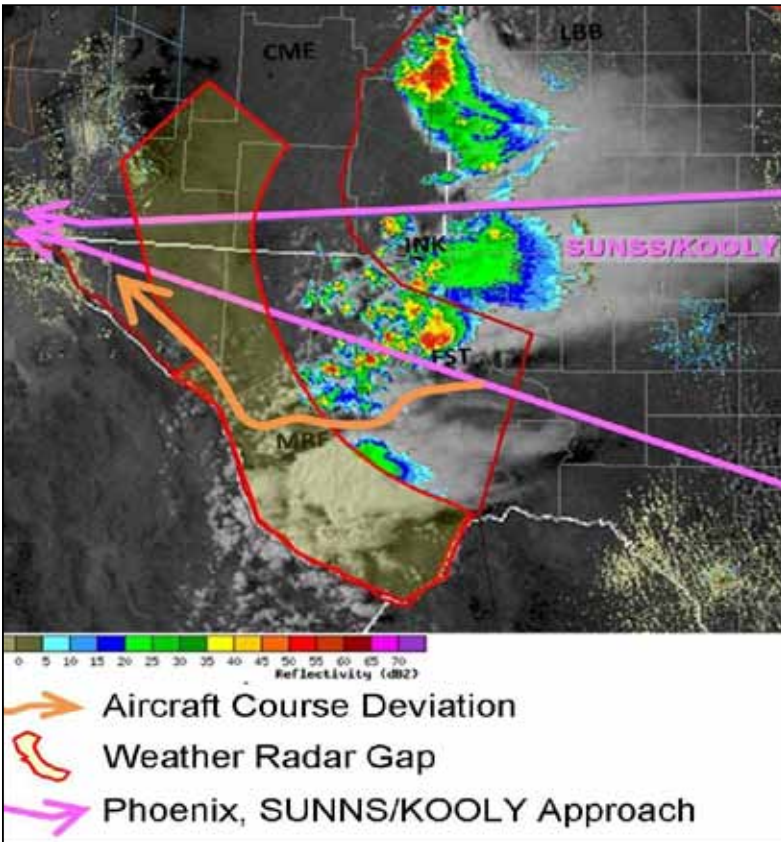 CME
LBB
INK
SUNSS/KOOLY
FST
MRF
0 5 10 15 20 25 30 35 40 45 50 55 60 65 70
Reflectivity (dBZ)
Aircraft Course Deviation
Weather Radar Gap
Phoenix, SUNNS/KOOLY Approach